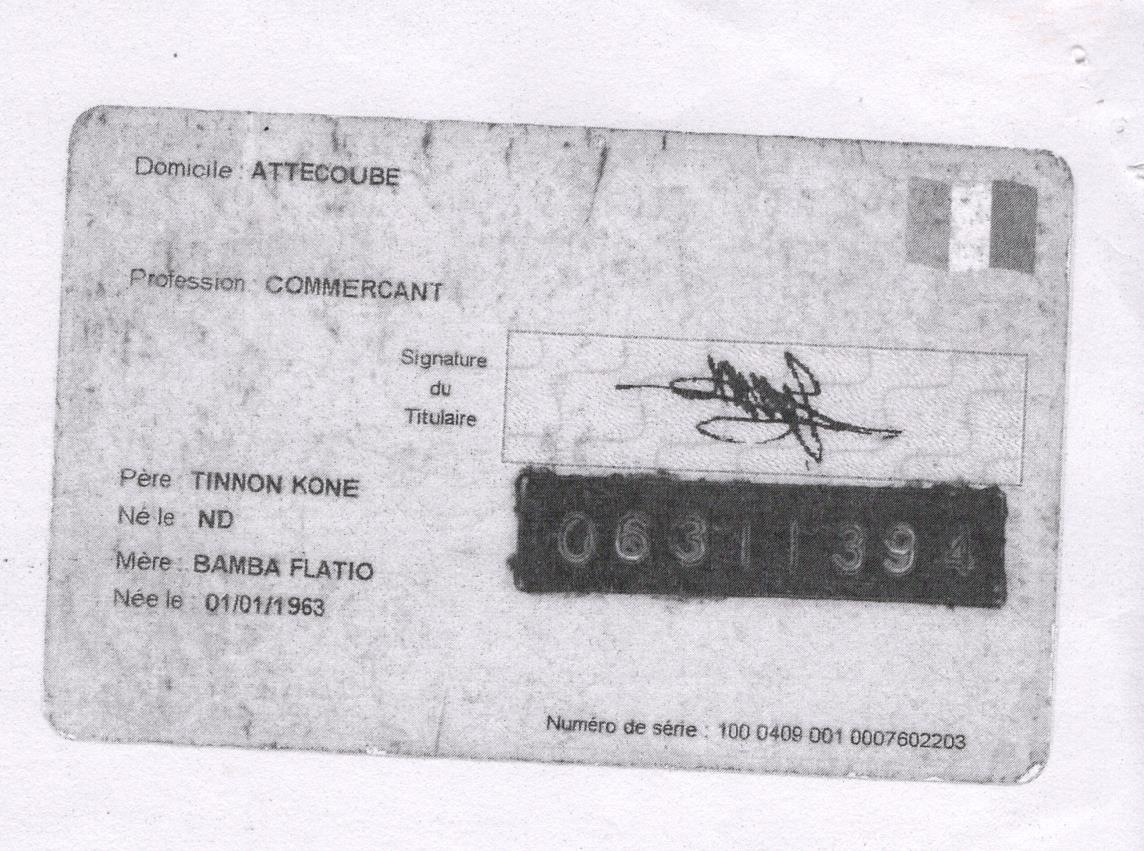 Domicile : ATTECOUBE
Profession : COMMERCANT
Signature
du
Titulaire
Père : TINNON KONE
Né le : ND
Mère : BAMBA FLATIO
Née le : 01/01/1963
06311394
Numéro de série : 100 0409 001 0007602203